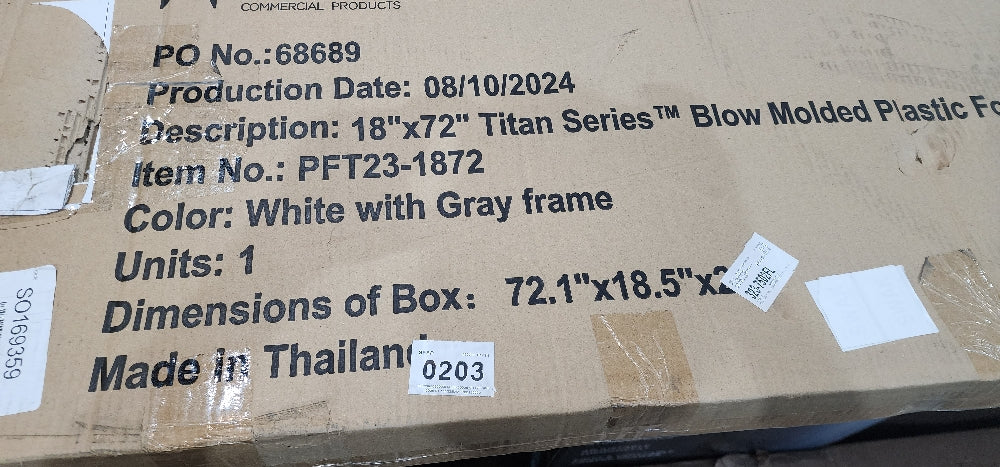 COMMERCIAL PRODUCTS
PO No.:68689
Production Date: 08/10/2024
Description: 18"x72" Titan Series™ Blow Molded Plastic Fo
Item No.: PFT23-1872
Color: White with Gray frame
Units: 1
Dimensions of Box: 72.1"x18.5"x2
Made in Thailand
0203
SO169359